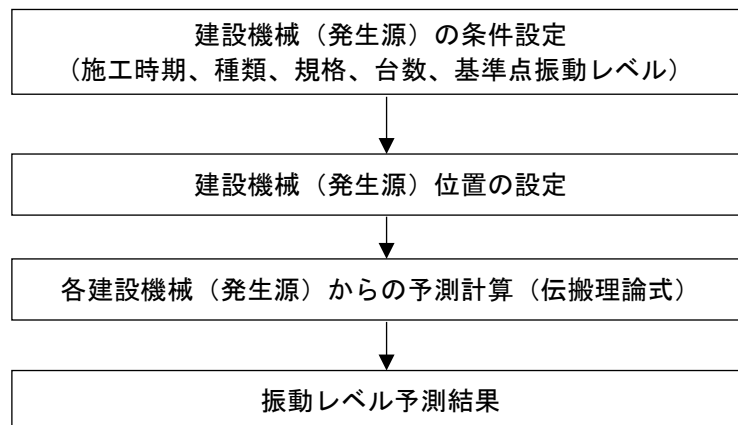 建設機械（発生源）の条件設定
（施工時期、種類、規格、台数、基準点振動レベル）
建設機械（発生源）位置の設定
各建設機械（発生源）からの予測計算（伝搬理論式）
振動レベル予測結果